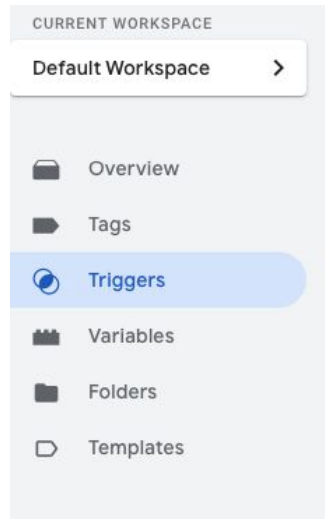 CURRENT WORKSPACE
Default Workspace
Overview
Tags
Triggers
Variables
Folders
Templates